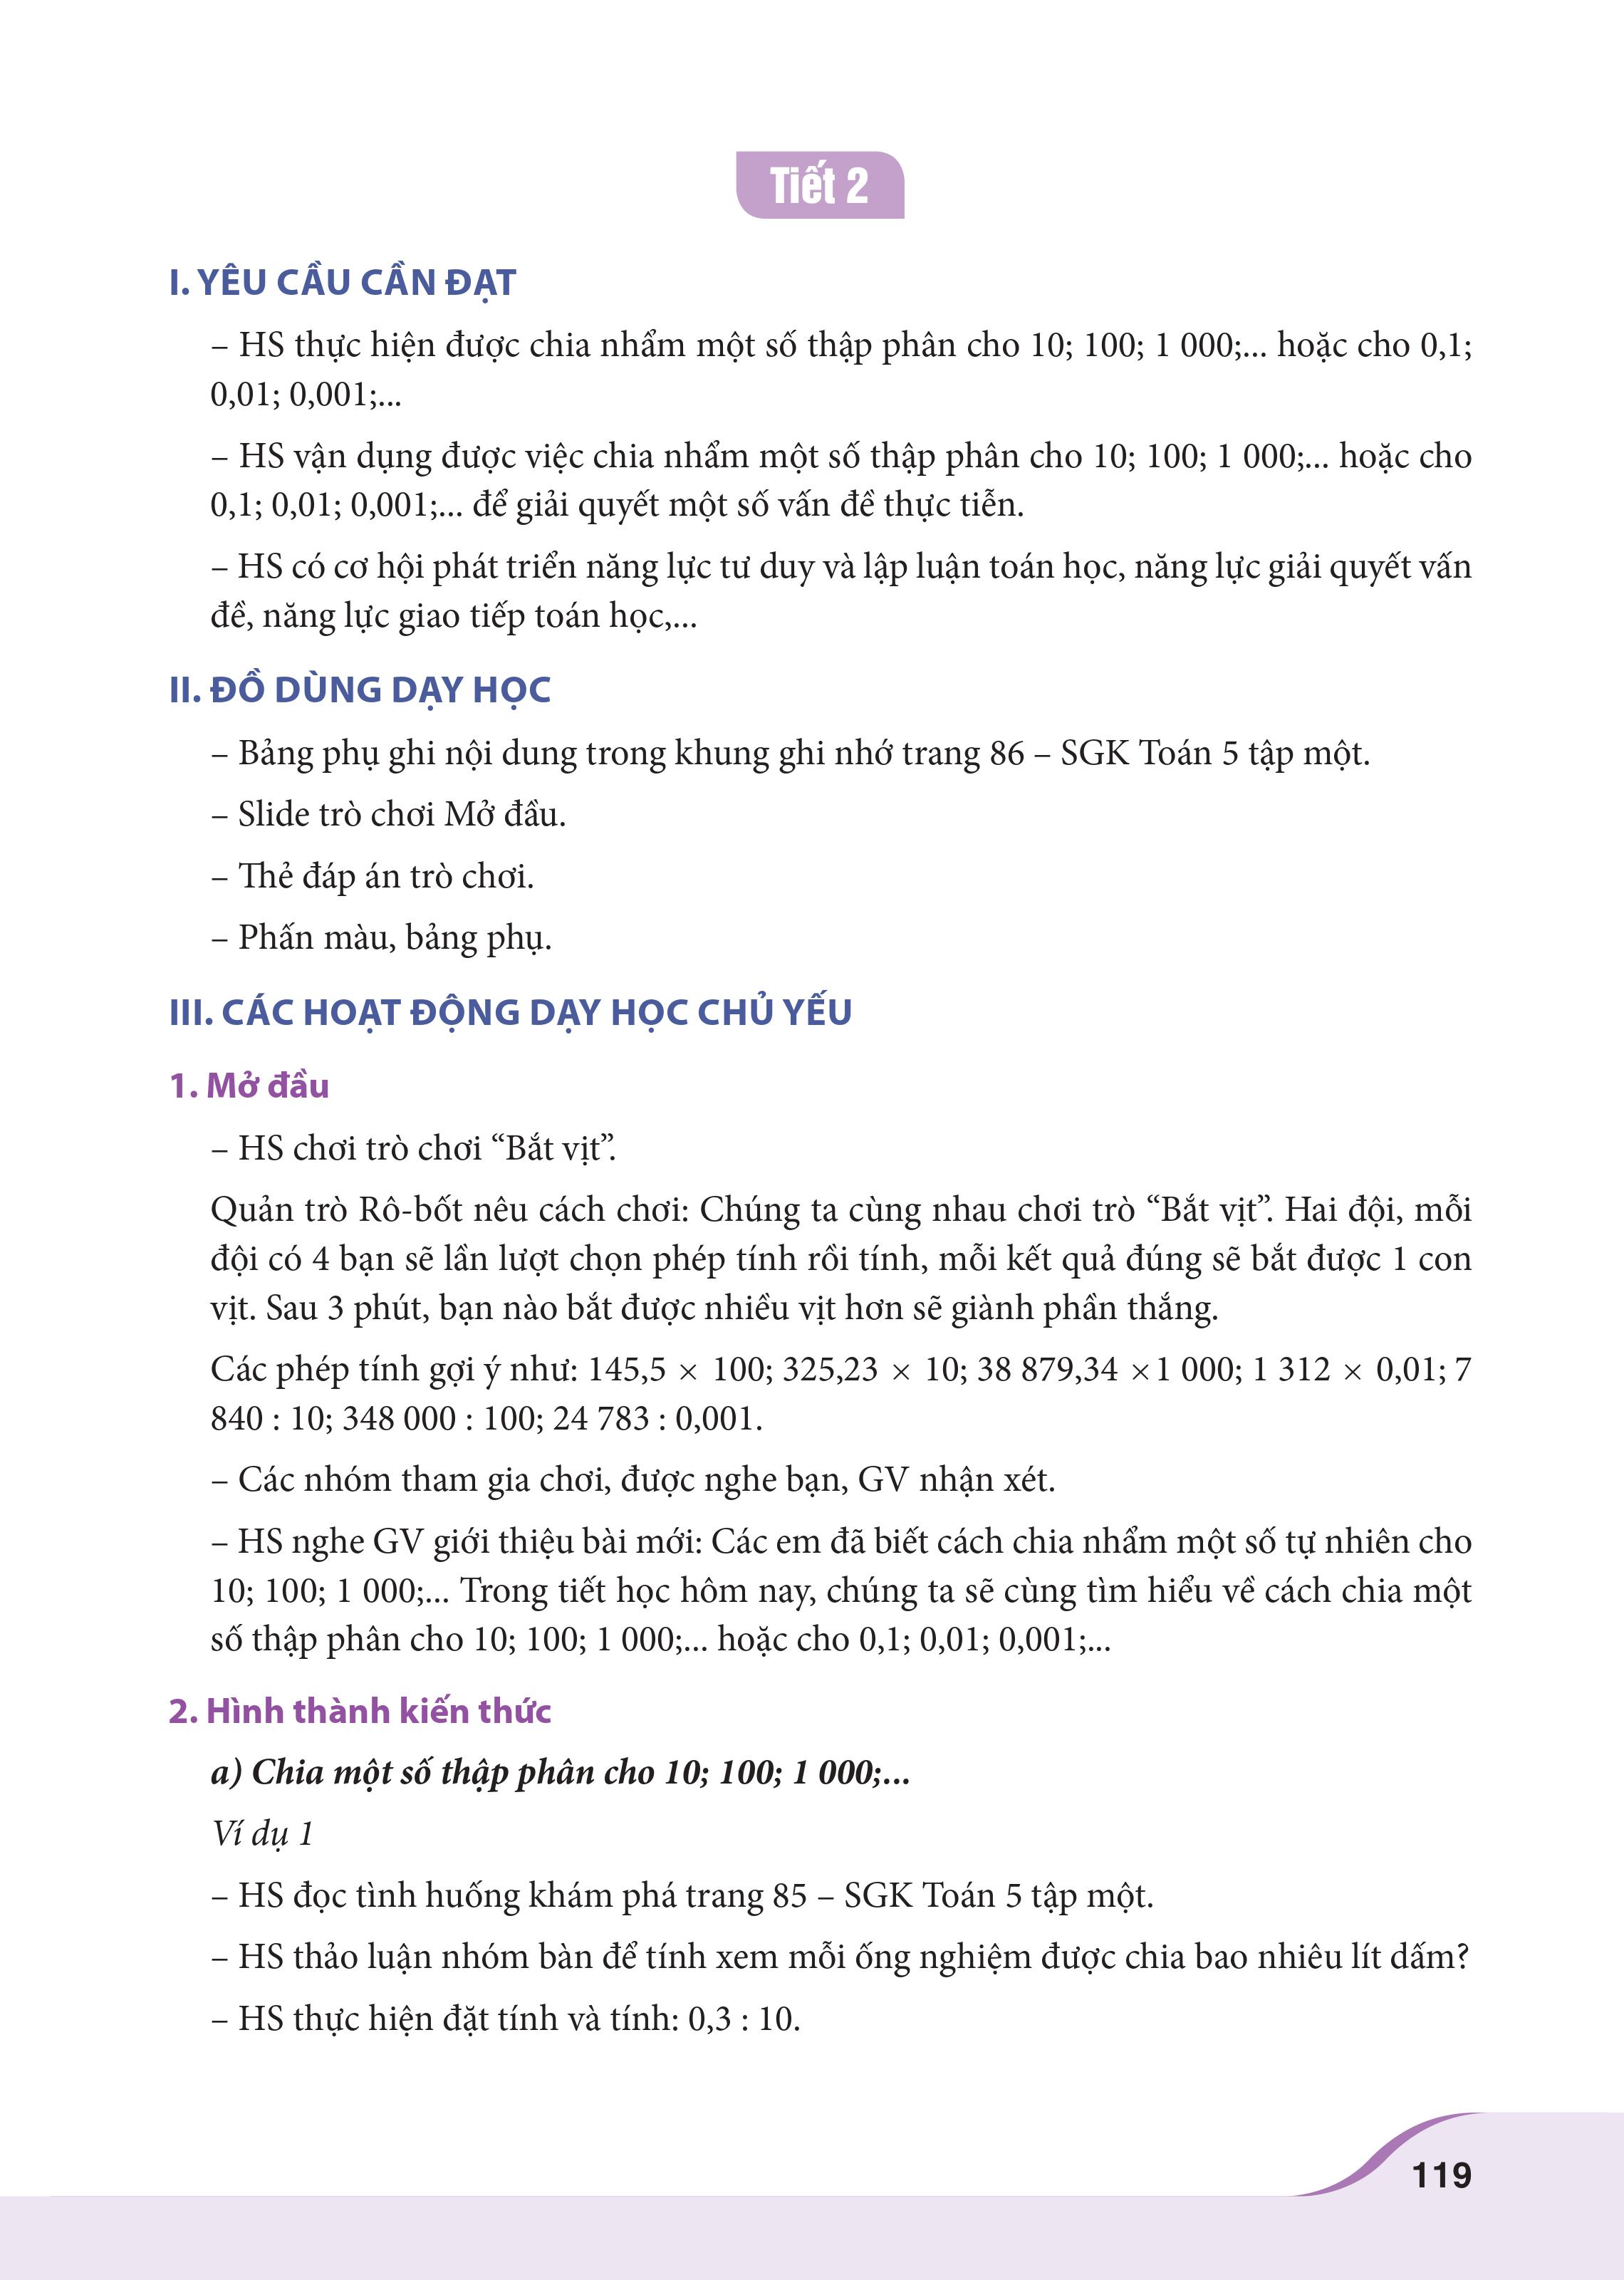 Tiết 2
I. YÊU CẦU CẦN ĐẠT
– HS thực hiện được chia nhẩm một số thập phân cho 10; 100; 1 000;... hoặc cho 0,1;
0,01; 0,001;...
– HS vận dụng được việc chia nhẩm một số thập phân cho 10; 100; 1 000;... hoặc cho
0,1; 0,01; 0,001;... để giải quyết một số vấn đề thực tiễn.
– HS có cơ hội phát triển năng lực tư duy và lập luận toán học, năng lực giải quyết vấn
đề, năng lực giao tiếp toán học,...
II. ĐỒ DÙNG DẠY HỌC
– Bảng phụ ghi nội dung trong khung ghi nhớ trang 86 – SGK Toán 5 tập một.
– Slide trò chơi Mở đầu.
– Thẻ đáp án trò chơi.
– Phấn màu, bảng phụ.
III. CÁC HOẠT ĐỘNG DẠY HỌC CHỦ YẾU
1. Mở đầu
– HS chơi trò chơi “Bắt vịt”.
Quản trò Rô-bốt nêu cách chơi: Chúng ta cùng nhau chơi trò “Bắt vịt”. Hai đội, mỗi
đội có 4 bạn sẽ lần lượt chọn phép tính rồi tính, mỗi kết quả đúng sẽ bắt được 1 con
vịt. Sau 3 phút, bạn nào bắt được nhiều vịt hơn sẽ giành phần thắng.
Các phép tính gợi ý như: 145,5 × 100; 325,23 × 10; 38 879,34 ×1 000; 1 312 × 0,01; 7
840 : 10; 348 000 : 100; 24 783 : 0,001.
– Các nhóm tham gia chơi, được nghe bạn, GV nhận xét.
– HS nghe GV giới thiệu bài mới: Các em đã biết cách chia nhẩm một số tự nhiên cho
10; 100; 1 000;... Trong tiết học hôm nay, chúng ta sẽ cùng tìm hiểu về cách chia một
số thập phân cho 10; 100; 1 000;... hoặc cho 0,1; 0,01; 0,001;...
2. Hình thành kiến thức
a) Chia một số thập phân cho 10; 100; 1 000;...
Ví dụ 1
– HS đọc tình huống khám phá trang 85 – SGK Toán 5 tập một.
– HS thảo luận nhóm bàn để tính xem mỗi ống nghiệm được chia bao nhiêu lít dấm?
– HS thực hiện đặt tính và tính: 0,3 : 10.
119